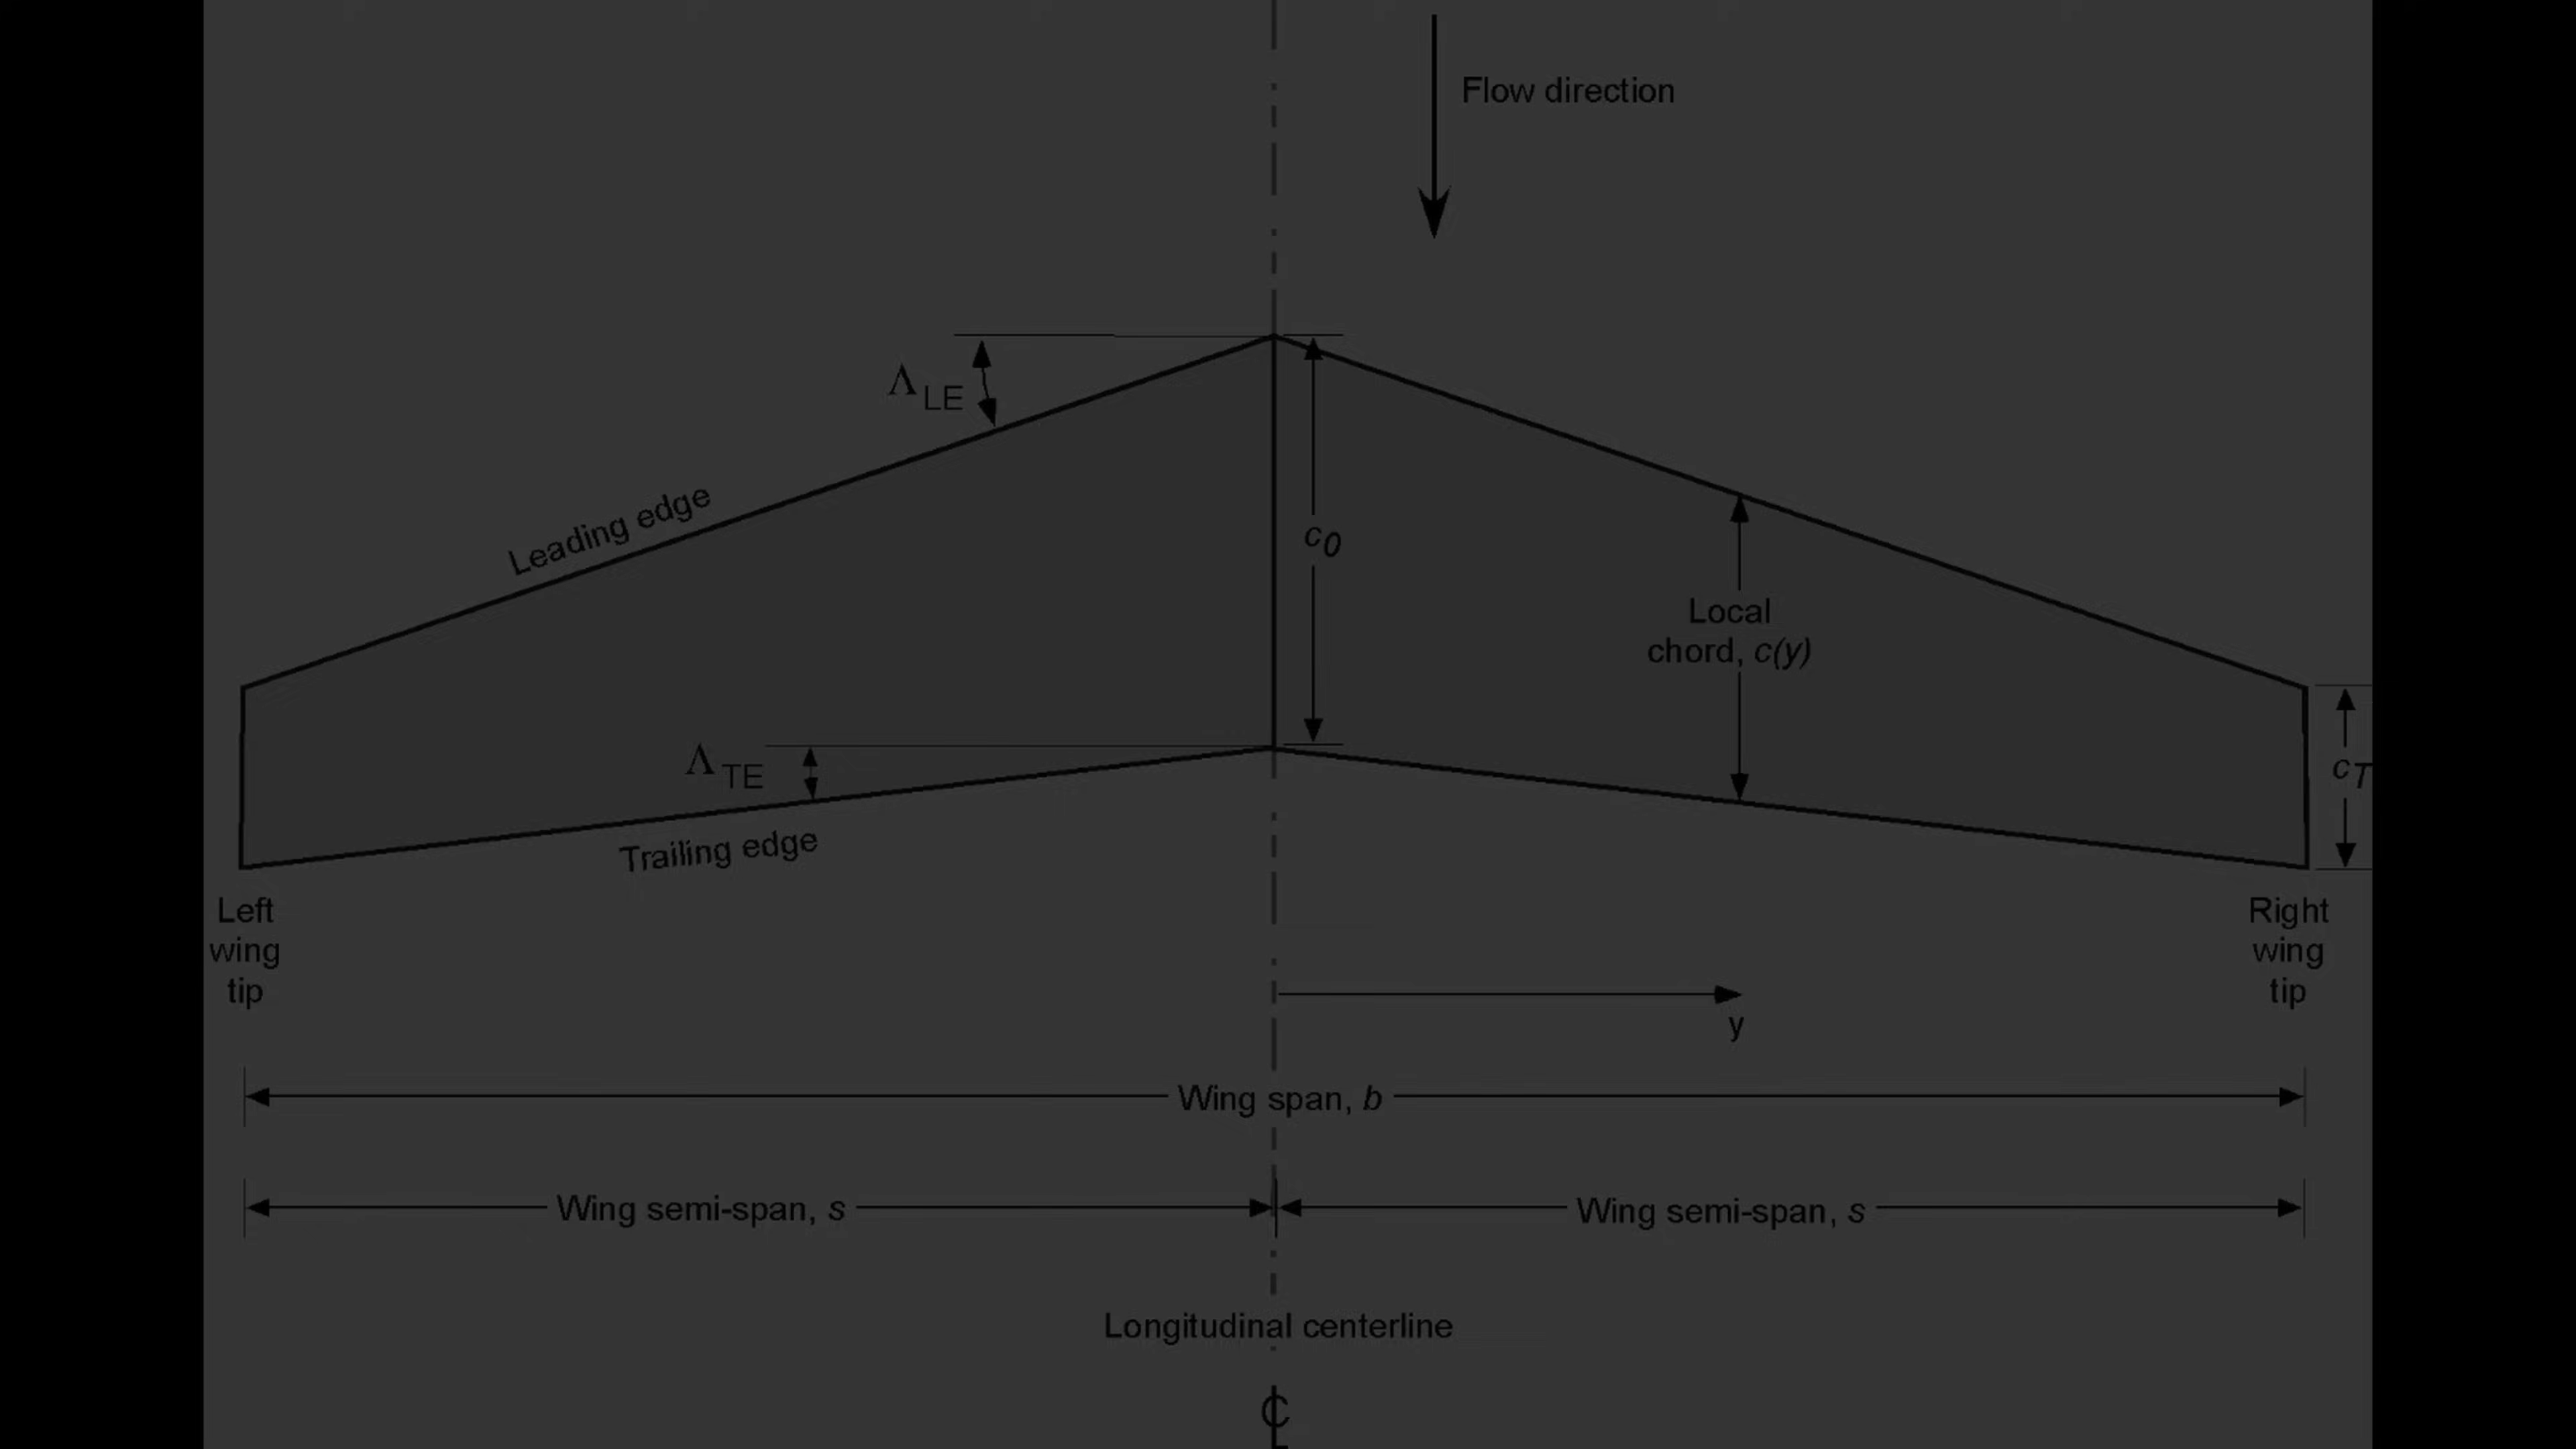 Flow direction
Λ LE
Leading edge
c0
Local
chord, c(y)
Λ TE
cT
Trailing edge
Left
wing
tip
Right
wing
tip
y
Wing span, b
Wing semi-span, s
Wing semi-span, s
Longitudinal centerline
℄